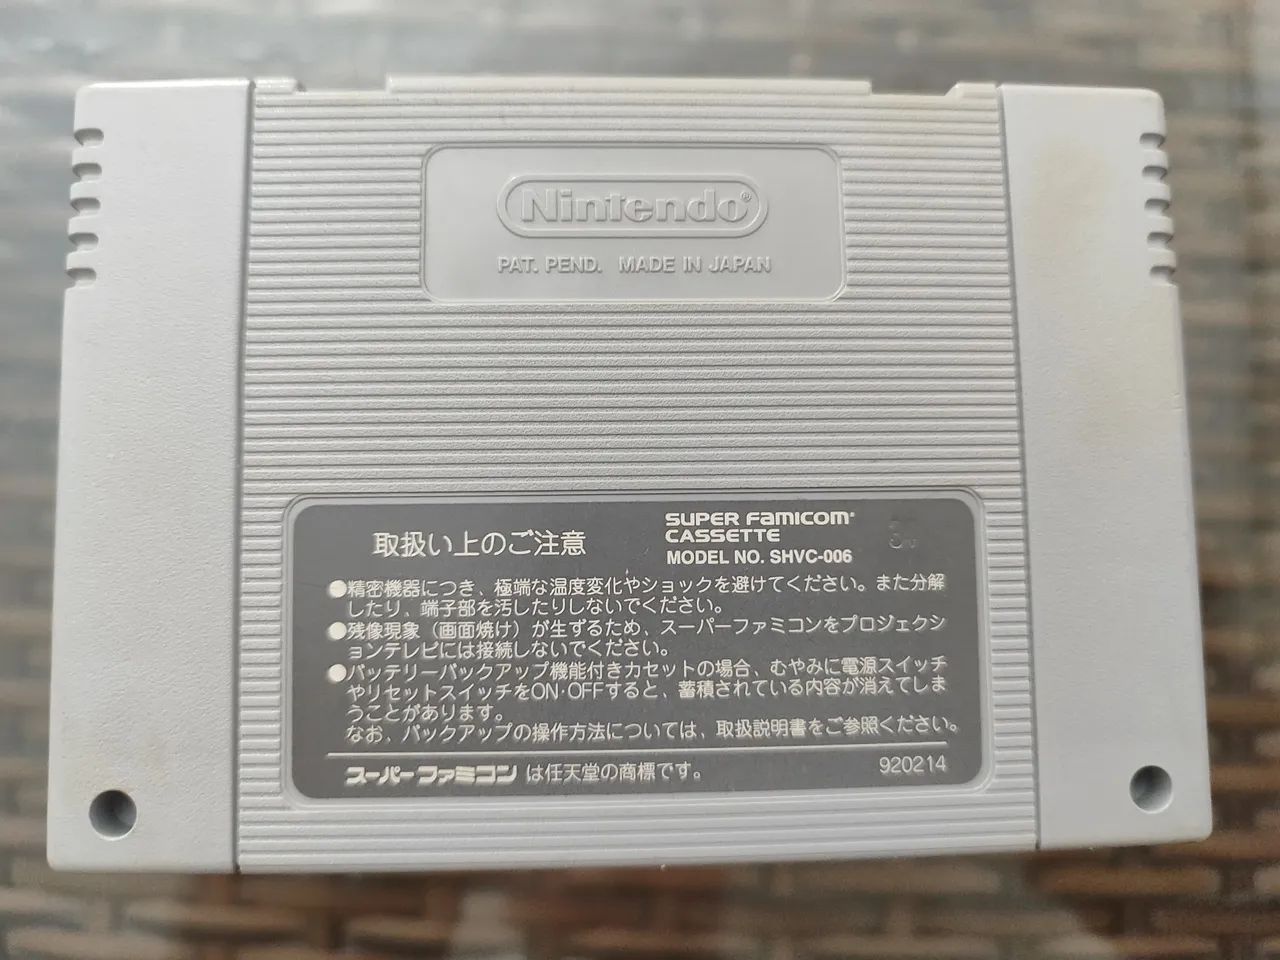 Nintendo®
PAT. PEND. MADE IN JAPAN
取扱い上のご注意
SUPER FAMICOM
CASSETTE
MODEL NO. SHVC-006
●精密機器につき、極端な温度変化やショックを避けてください。また分解
したり、端子部を汚したりしないでください。
●残像現象（画面焼け）が生ずるため、スーパーファミコンをプロジェクシ
ョンテレビには接続しないでください。
●バッテリーバックアップ機能付きカセットの場合、むやみに電源スイッチ
やリセットスイッチをON・OFFすると、蓄積されている内容が消えてしま
うことがあります。
なお、バックアップの操作方法については、取扱説明書をご参照ください。
スーパーファミコン は任天堂の商標です。
920214